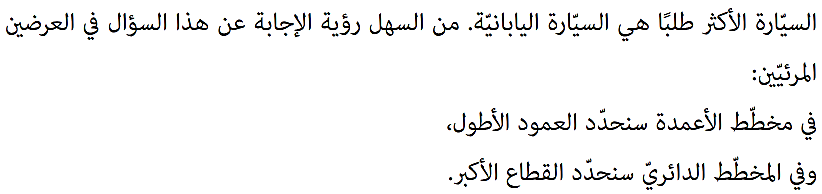 السيّارة الأكثر طلبًا هي السيّارة اليابانيّة. من السهل رؤية الإجابة عن هذا السؤال في العرضين
المرئيّين:
في مخطّط الأعمدة سنحدّد العمود الأطول،
وفي المخطّط الدائريّ سنحدّد القطاع الأكبر.